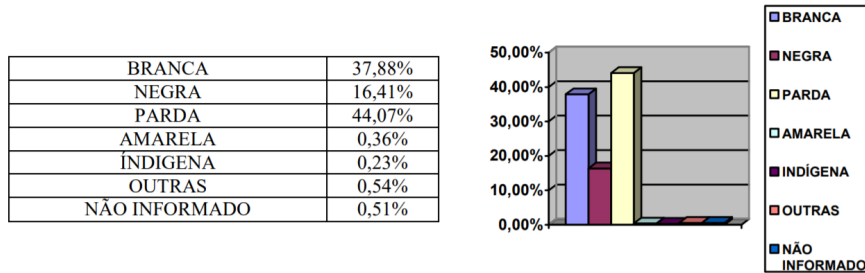 BRANCA 37,88%
NEGRA 16,41%
PARDA 44,07%
AMARELA 0,36%
ÍNDIGENA 0,23%
OUTRAS 0,54%
NÃO INFORMADO 0,51%
50,00%
40,00%
30,00%
20,00%
10,00%
0,00%
BRANCA
NEGRA
PARDA
AMARELA
INDÍGENA
OUTRAS
NÃO
INFORMADO